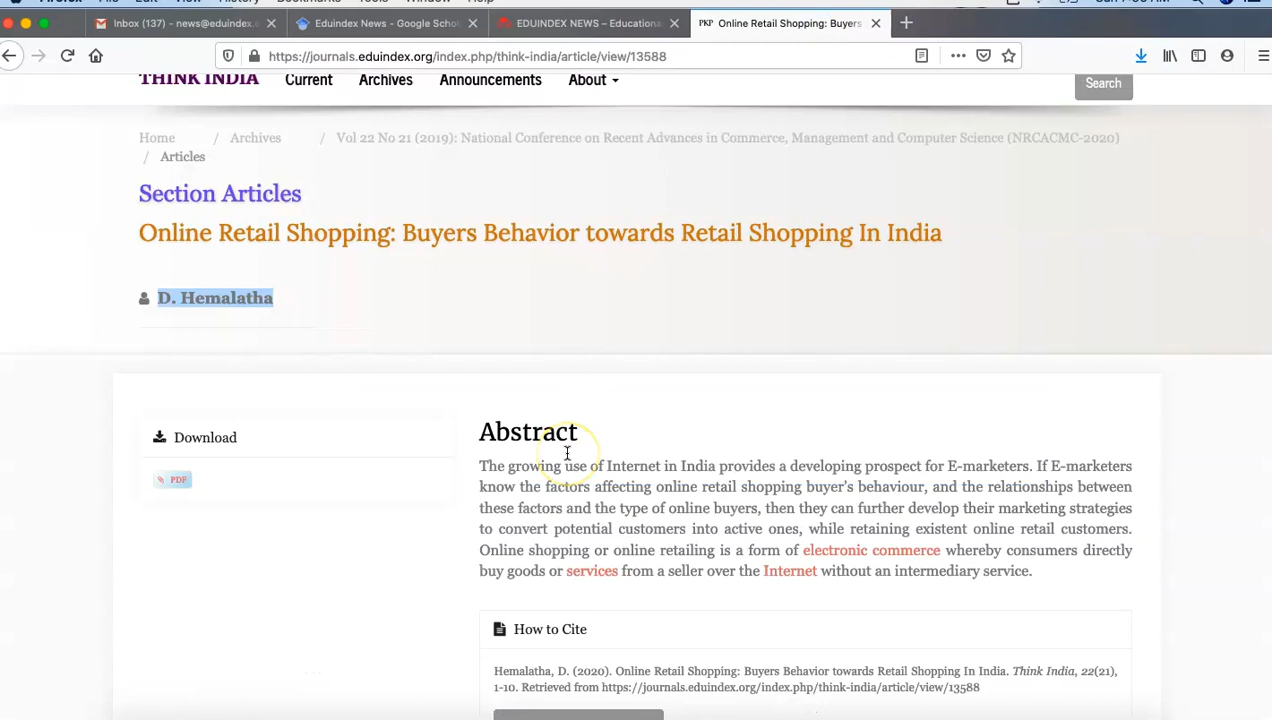 Inbox (137) - news@eduindex.
Eduindex News - Google Schol
EDUINDEX NEWS – Educationa
PKP Online Retail Shopping: Buyers
https://journals.eduindex.org/index.php/think-india/article/view/13588
THINK INDIA Current Archives Announcements About
Search
Home / Archives / Vol 22 No 21 (2019): National Conference on Recent Advances in Commerce, Management and Computer Science (NRCACMC-2020)
/ Articles
Section Articles
Online Retail Shopping: Buyers Behavior towards Retail Shopping In India
D. Hemalatha
Download
PDF
Abstract
The growing use of Internet in India provides a developing prospect for E-marketers. If E-marketers
know the factors affecting online retail shopping buyer's behaviour, and the relationships between
these factors and the type of online buyers, then they can further develop their marketing strategies
to convert potential customers into active ones, while retaining existent online retail customers.
Online shopping or online retailing is a form of electronic commerce whereby consumers directly
buy goods or services from a seller over the Internet without an intermediary service.
How to Cite
Hemalatha, D. (2020). Online Retail Shopping: Buyers Behavior towards Retail Shopping In India. Think India, 22(21),
1-10. Retrieved from https://journals.eduindex.org/index.php/think-india/article/view/13588